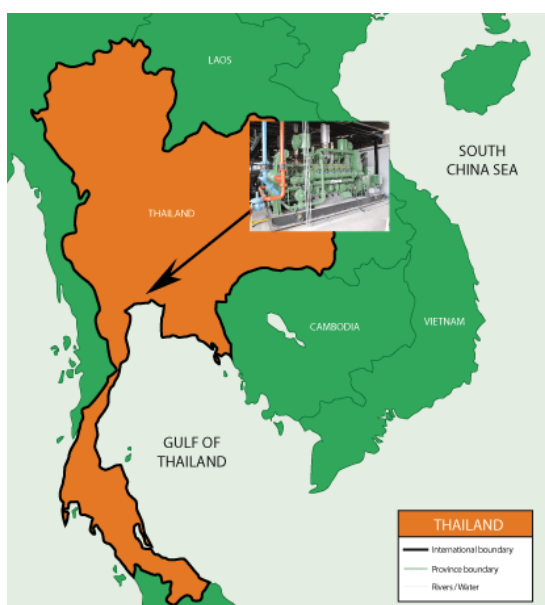 LAOS
SOUTH
CHINA SEA
THAILAND
CAMBODIA
VIETNAM
GULF OF
THAILAND
THAILAND
International boundary
Province boundary
Rivers / Water